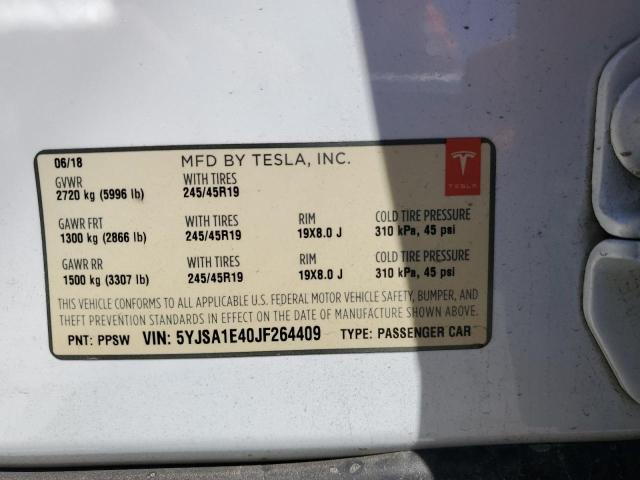 06/18 MFD BY TESLA, INC.
GVWR WITH TIRES
2720 kg (5996 lb) 245/45R19
TESLA
GAWR FRT WITH TIRES RIM COLD TIRE PRESSURE
1300 kg (2866 lb) 245/45R19 19X8.0 J 310 kPa, 45 psi
GAWR RR WITH TIRES RIM COLD TIRE PRESSURE
1500 kg (3307 lb) 245/45R19 19X8.0 J 310 kPa, 45 psi
THIS VEHICLE CONFORMS TO ALL APPLICABLE U.S. FEDERAL MOTOR VEHICLE SAFETY, BUMPER, AND
THEFT PREVENTION STANDARDS IN EFFECT ON THE DATE OF MANUFACTURE SHOWN ABOVE.
PNT: PPSW VIN: 5YJSA1E40JF264409 TYPE: PASSENGER CAR